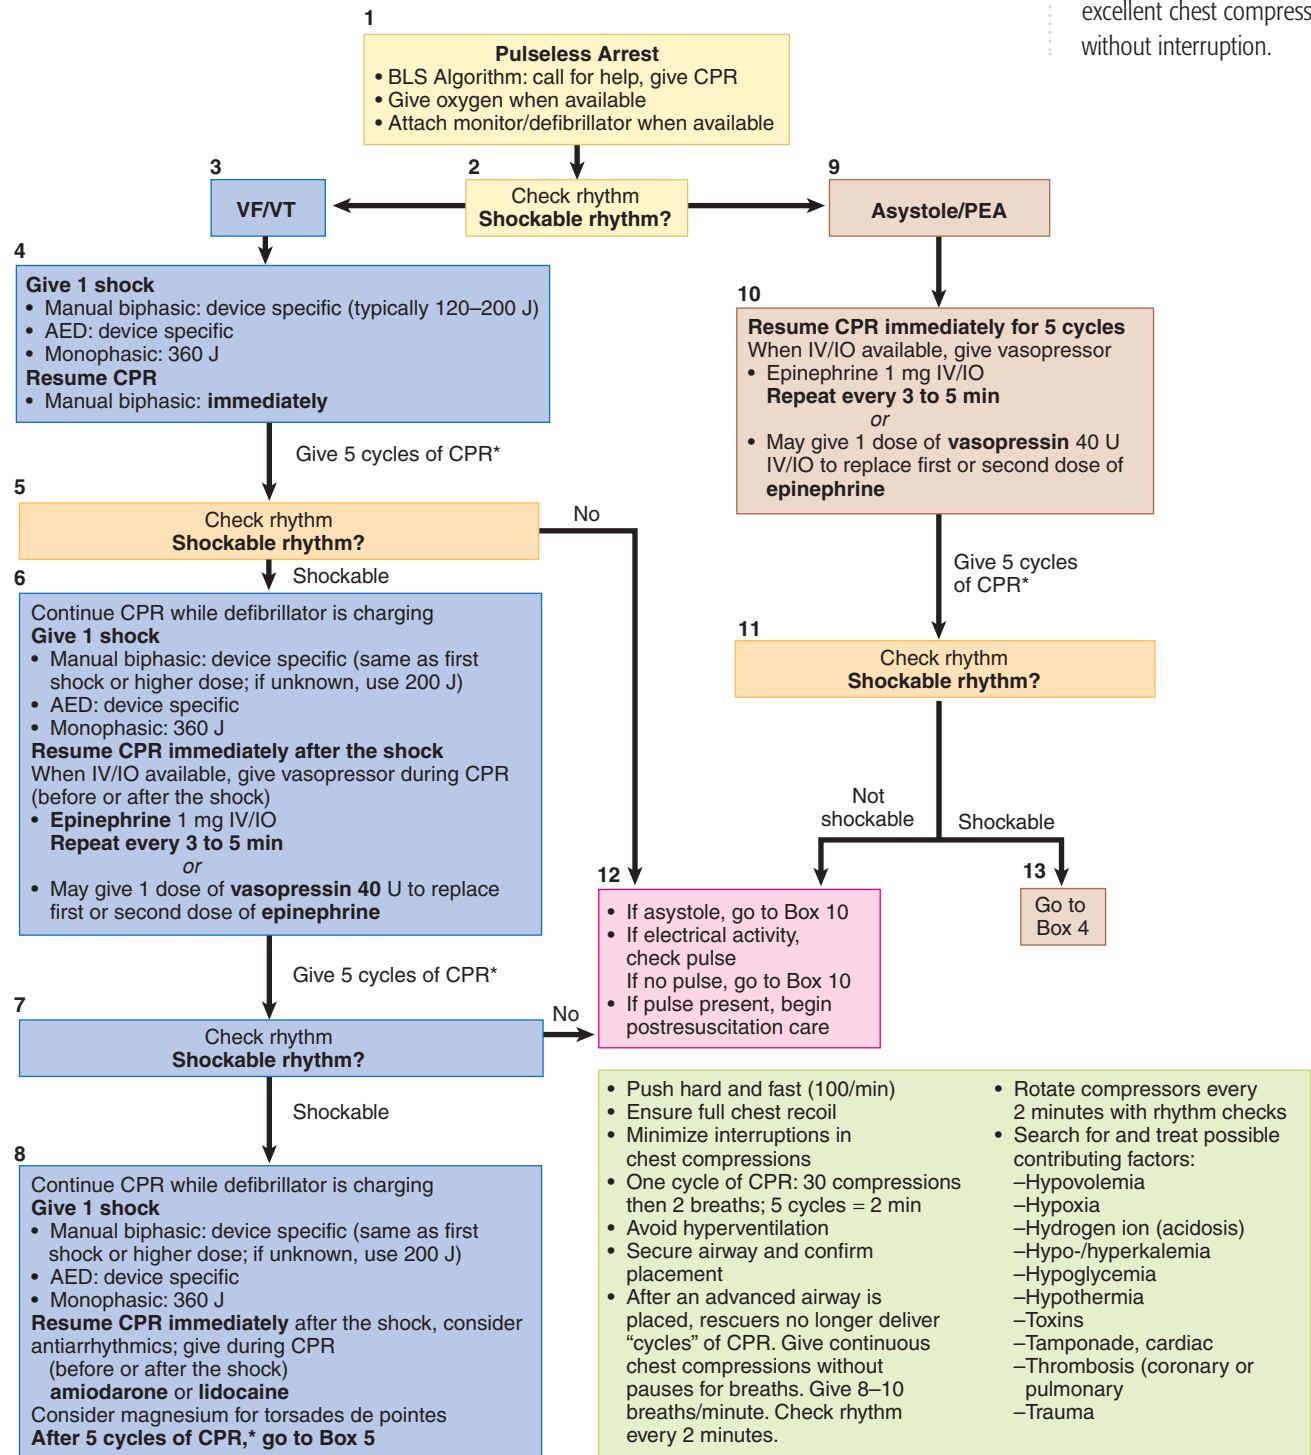 excellent chest compress
without interruption.
1
Pulseless Arrest
• BLS Algorithm: call for help, give CPR
• Give oxygen when available
• Attach monitor/defibrillator when available
2
Check rhythm
Shockable rhythm?
3
VF/VT
9
Asystole/PEA
4
Give 1 shock
• Manual biphasic: device specific (typically 120–200 J)
• AED: device specific
• Monophasic: 360 J
Resume CPR
• Manual biphasic: immediately
Give 5 cycles of CPR*
5
Check rhythm
Shockable rhythm?
No
Shockable
6
Continue CPR while defibrillator is charging
Give 1 shock
• Manual biphasic: device specific (same as first
shock or higher dose; if unknown, use 200 J)
• AED: device specific
• Monophasic: 360 J
Resume CPR immediately after the shock
When IV/IO available, give vasopressor during CPR
(before or after the shock)
• Epinephrine 1 mg IV/IO
Repeat every 3 to 5 min
or
• May give 1 dose of vasopressin 40 U to replace
first or second dose of epinephrine
Give 5 cycles of CPR*
7
Check rhythm
Shockable rhythm?
No
Shockable
8
Continue CPR while defibrillator is charging
Give 1 shock
• Manual biphasic: device specific (same as first
shock or higher dose; if unknown, use 200 J)
• AED: device specific
• Monophasic: 360 J
Resume CPR immediately after the shock, consider
antiarrhythmics; give during CPR
(before or after the shock)
amiodarone or lidocaine
Consider magnesium for torsades de pointes
After 5 cycles of CPR,* go to Box 5
10
Resume CPR immediately for 5 cycles
When IV/IO available, give vasopressor
• Epinephrine 1 mg IV/IO
Repeat every 3 to 5 min
or
• May give 1 dose of vasopressin 40 U
IV/IO to replace first or second dose of
epinephrine
Give 5 cycles
of CPR*
11
Check rhythm
Shockable rhythm?
Not
shockable
Shockable
12
• If asystole, go to Box 10
• If electrical activity,
check pulse
If no pulse, go to Box 10
• If pulse present, begin
postresuscitation care
13
Go to
Box 4
• Push hard and fast (100/min)
• Ensure full chest recoil
• Minimize interruptions in
chest compressions
• One cycle of CPR: 30 compressions
then 2 breaths; 5 cycles = 2 min
• Avoid hyperventilation
• Secure airway and confirm
placement
• After an advanced airway is
placed, rescuers no longer deliver
“cycles” of CPR. Give continuous
chest compressions without
pauses for breaths. Give 8–10
breaths/minute. Check rhythm
every 2 minutes.
• Rotate compressors every
2 minutes with rhythm checks
• Search for and treat possible
contributing factors:
–Hypovolemia
–Hypoxia
–Hydrogen ion (acidosis)
–Hypo-/hyperkalemia
–Hypoglycemia
–Hypothermia
–Toxins
–Tamponade, cardiac
–Thrombosis (coronary or
pulmonary
–Trauma